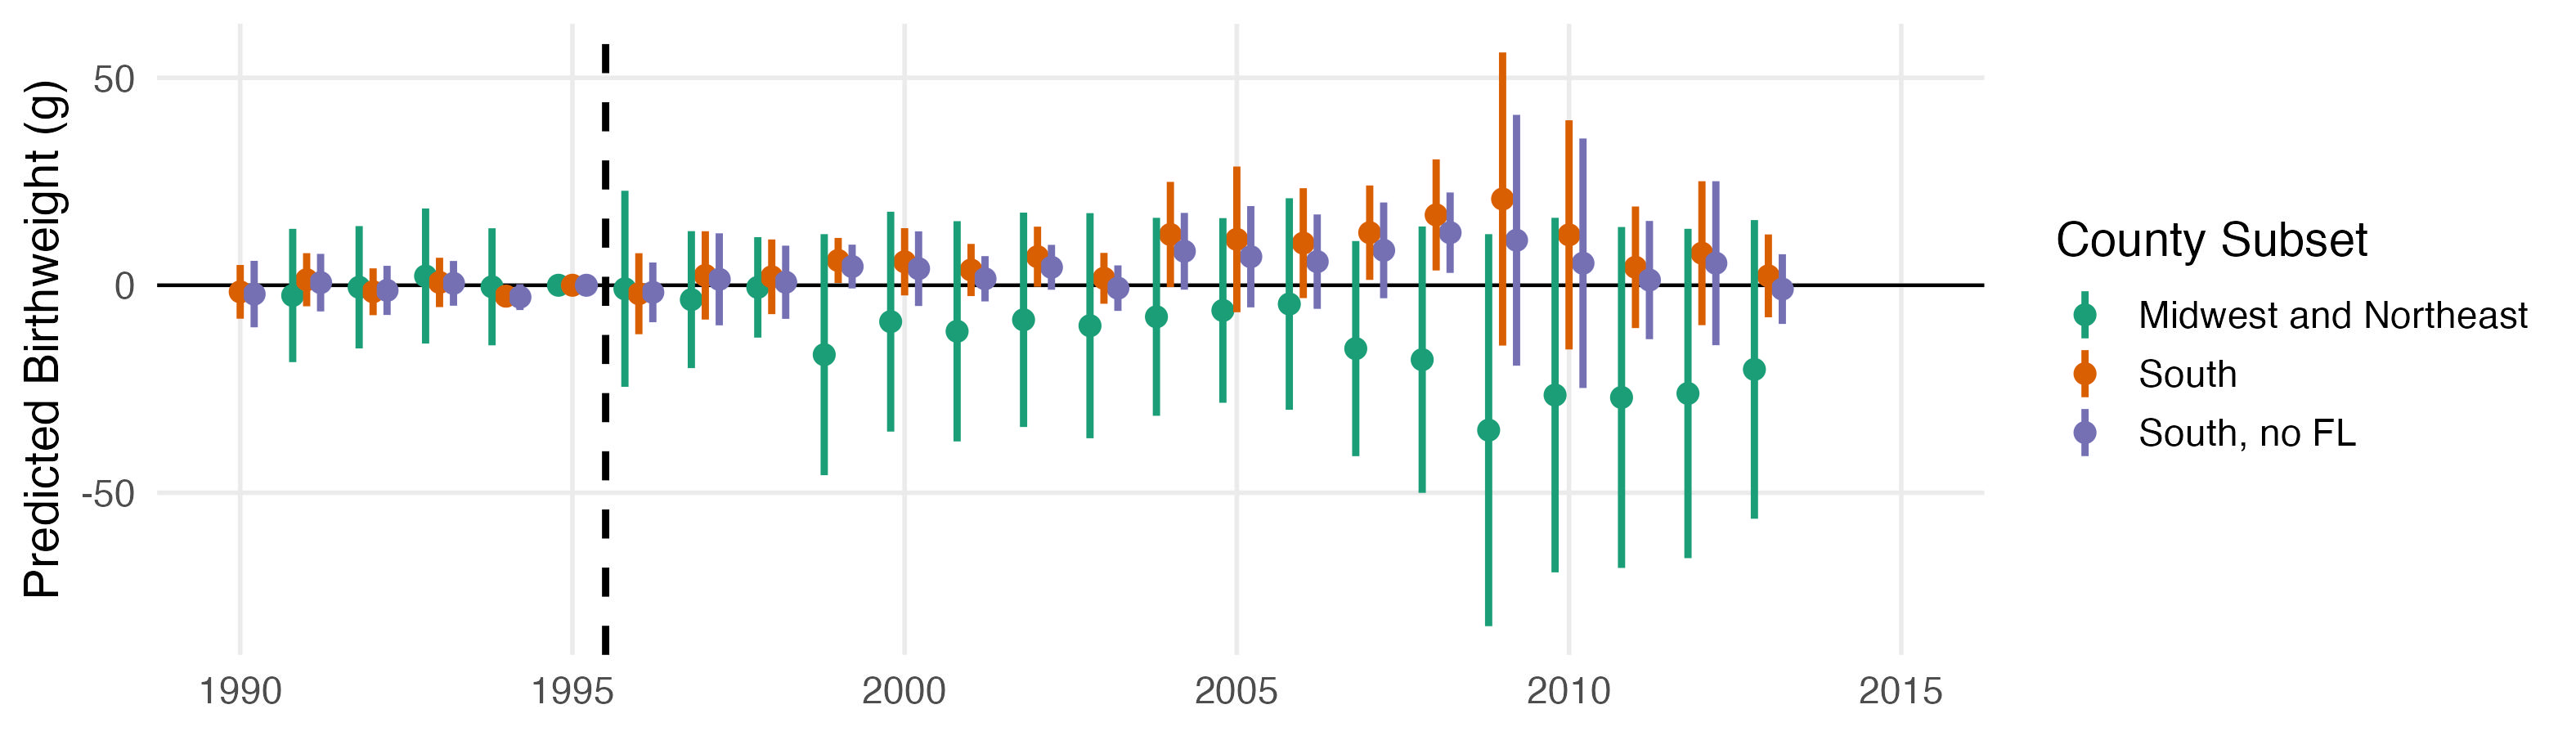 Predicted Birthweight (g)
50
0
-50
1990 1995 2000 2005 2010 2015
County Subset
Midwest and Northeast
South
South, no FL